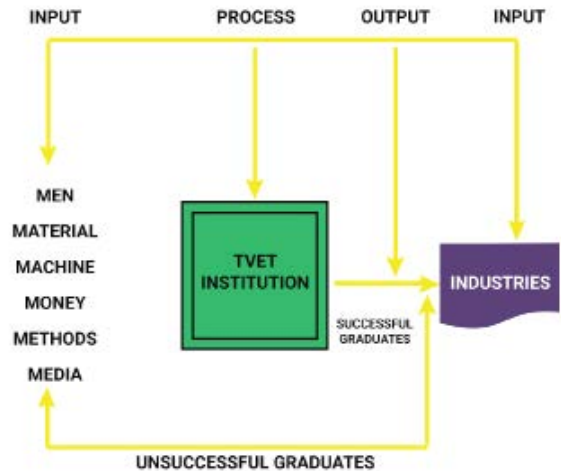 INPUT
PROCESS
OUTPUT
INPUT
MEN
MATERIAL
MACHINE
MONEY
METHODS
MEDIA
TVET
INSTITUTION
SUCCESSFUL
GRADUATES
INDUSTRIES
UNSUCCESSFUL GRADUATES